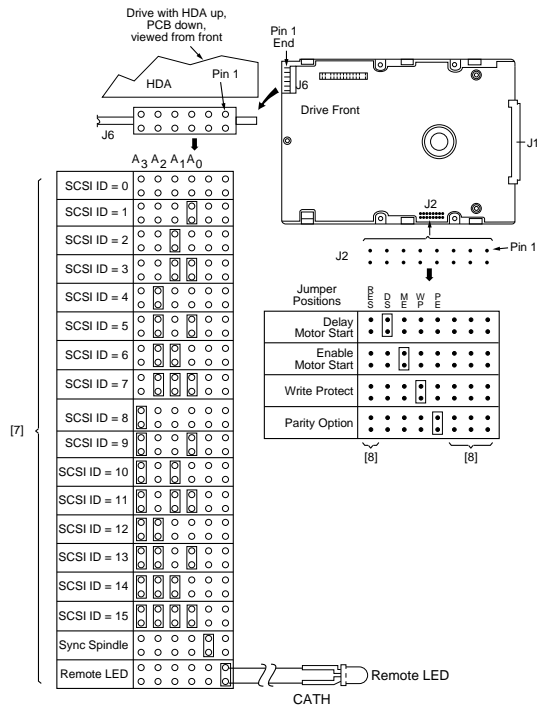 Drive with HDA up,
PCB down,
viewed from front
Pin 1
HDA
J6
Pin 1
End
J6
Drive Front
J1
J2
J2
Pin 1
A3 A2 A1 A0
SCSI ID = 0
SCSI ID = 1
SCSI ID = 2
SCSI ID = 3
SCSI ID = 4
SCSI ID = 5
SCSI ID = 6
SCSI ID = 7
[7]
SCSI ID = 8
SCSI ID = 9
SCSI ID = 10
SCSI ID = 11
SCSI ID = 12
SCSI ID = 13
SCSI ID = 14
SCSI ID = 15
Sync Spindle
Remote LED
Jumper
Positions
RES DS ME WP PE
Delay
Motor Start
Enable
Motor Start
Write Protect
Parity Option
[8] [8]
Remote LED
CATH